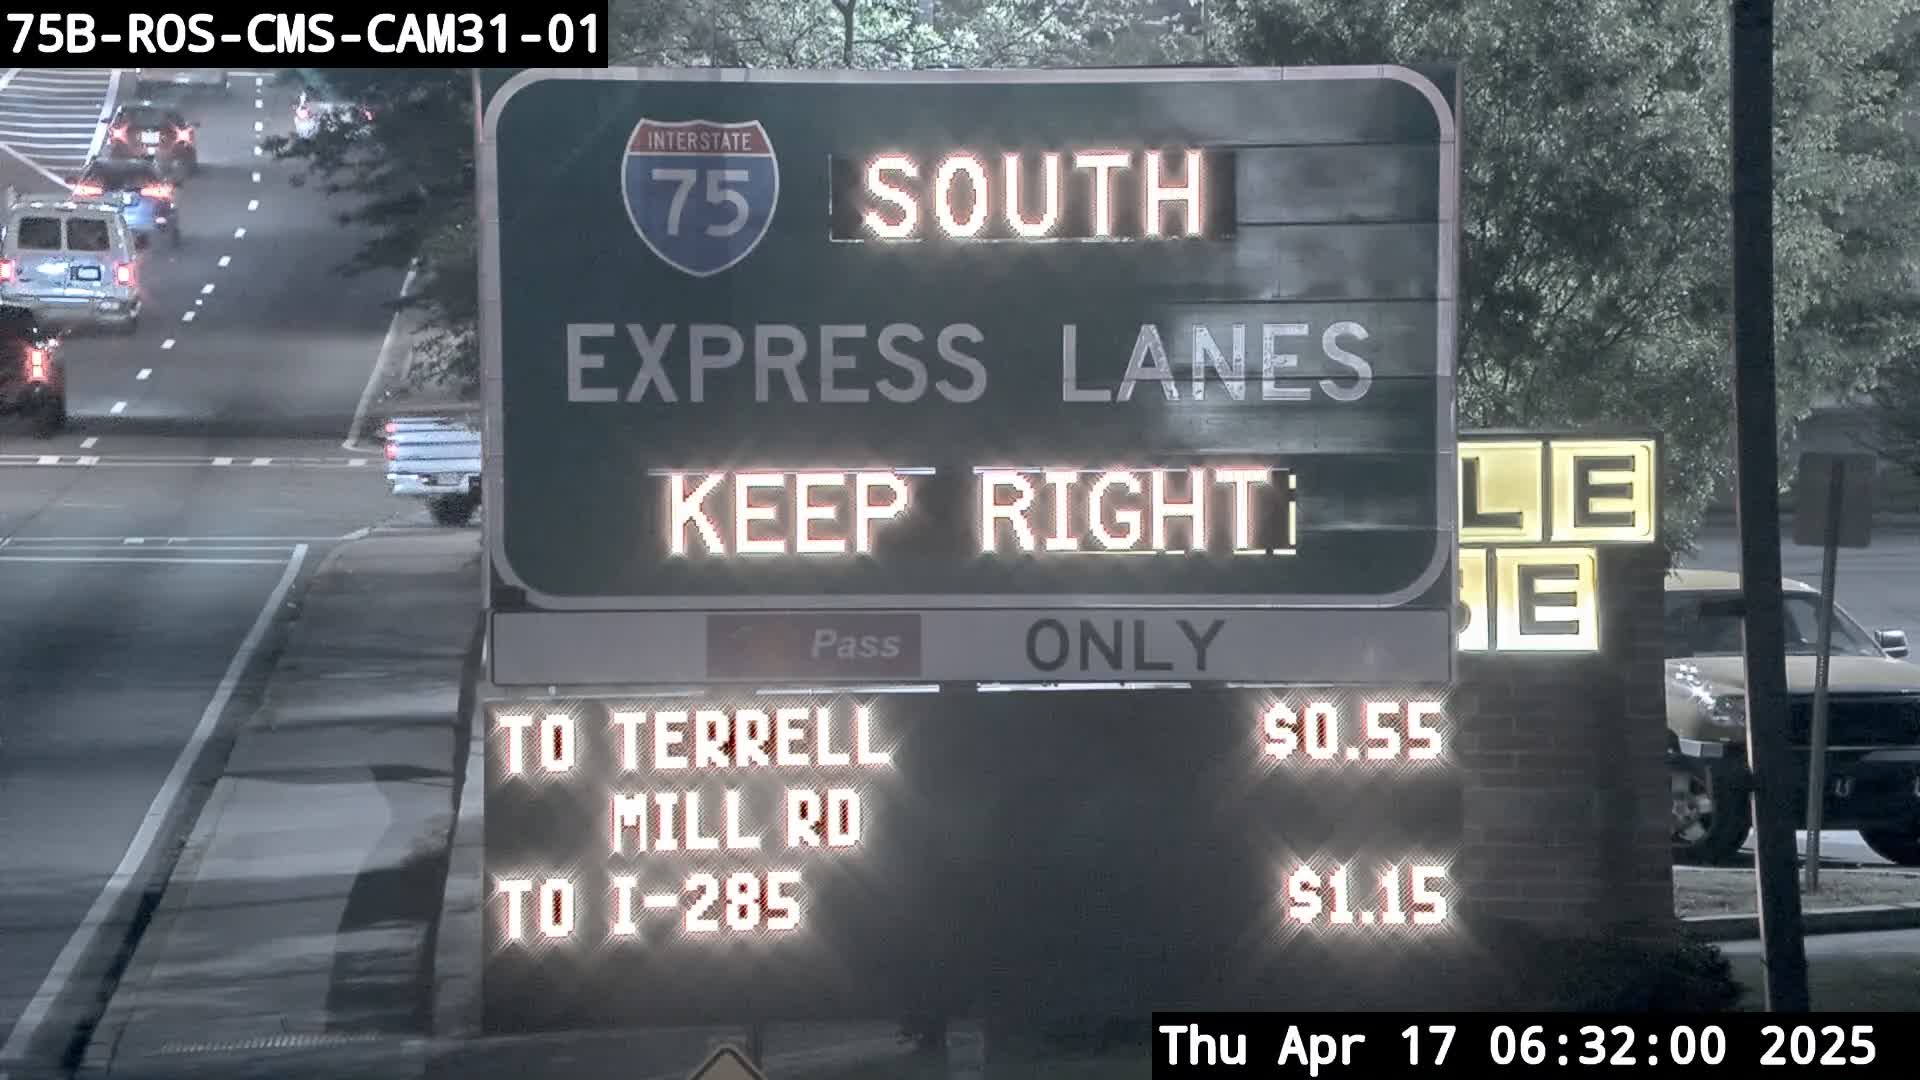 75B-ROS-CMS-CAM31-01
INTERSTATE
75
SOUTH
EXPRESS LANES
KEEP RIGHT
Pass ONLY
TO TERRELL $0.55
MILL RD
TO I-285 $1.15
LE
E
Thu Apr 17 06:32:00 2025